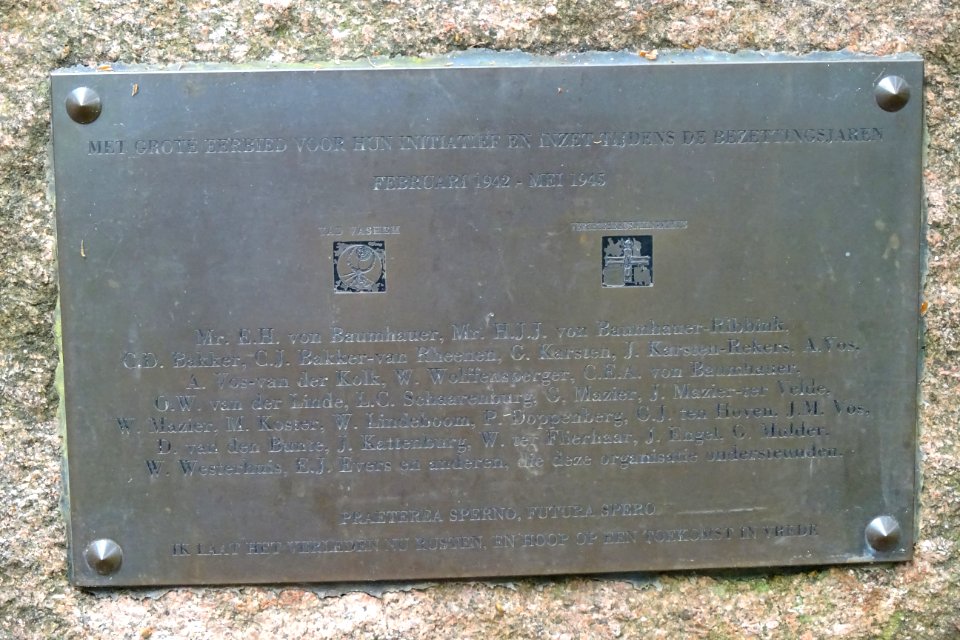 MET GROTE EERBIED VOOR HUN INITIATIEF EN INZET TIJDENS DE BEZETTINGSJAREN
FEBRUARI 1942 - MEI 1945
YAD VASHEM
VERZETSHERDENKINGSKRUIS
Mr. E.H. von Baumhauer, Mr. H.J.J. von Baumhauer-Ribbink,
C.D. Bakker, C.J. Bakker-van Rheenen, C. Karsten, J. Karsten-Rekers, A. Vos,
A. Vos-van der Kolk, W. Wolffensperger, C.E.A. von Baumhauer,
G.W. van der Linde, L.C. Schaarenburg, G. Mazier, J. Mazier-ter Velde,
W. Mazier, M. Koster, W. Lindeboom, P. Doppenberg, G.J. ten Hoven, J.M. Vos,
D. van den Bunte, J. Kattenburg, W. ter Flierhaar, J. Engel, G. Mulder,
W. Westerhuis, E.J. Evers en anderen, die deze organisatie ondersteunden.
PRAETEREA SPERNO, FUTURA SPERO
IK LAAT HET VERLEDEN NU RUSTEN, EN HOOP OP EEN TOEKOMST IN VREDE